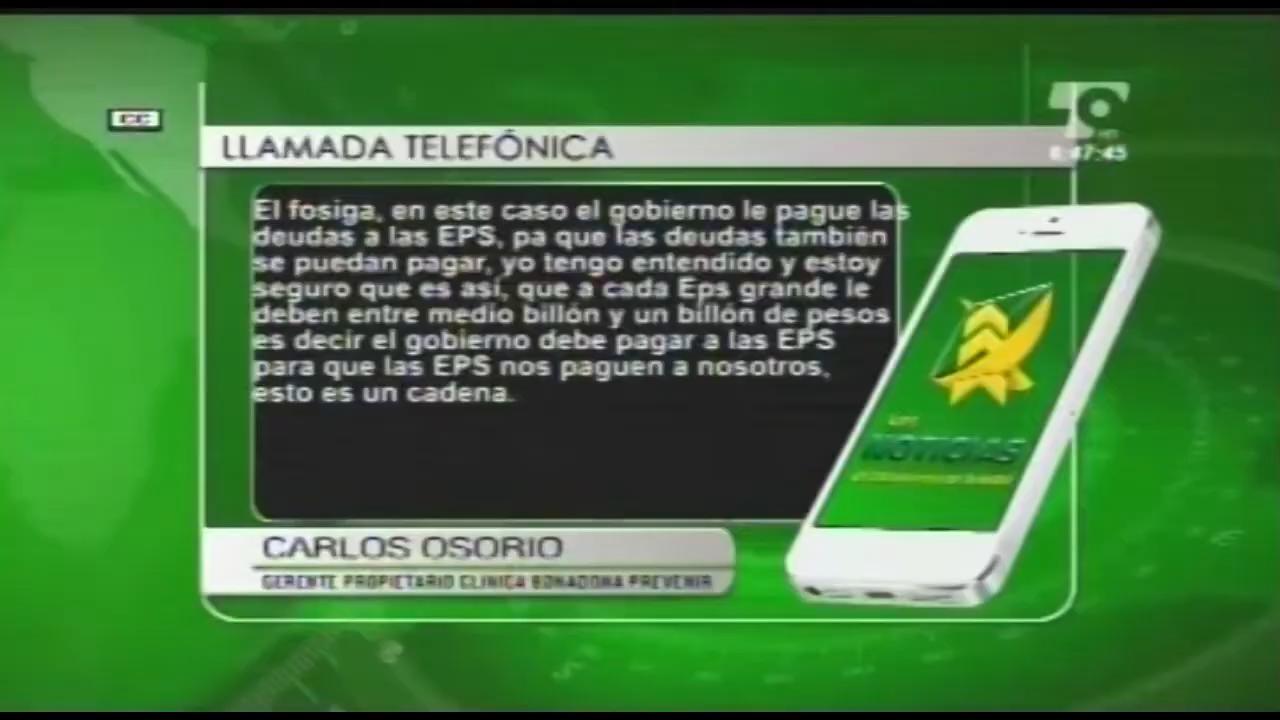 CC
LLAMADA TELEFÓNICA
:47:45
El fosiga, en este caso el gobierno le pague las
deudas a las EPS, pa que las deudas también
se puedan pagar, yo tengo entendido y estoy
seguro que es así, que a cada Eps grande le
deben entre medio billón y un billón de pesos
es decir el gobierno debe pagar a las EPS
para que las EPS nos paguen a nosotros,
esto es un cadena.
NOTICIAS
CARLOS OSORIO
GERENTE PROPIETARIO CLINICA BONADONA PREVENIR